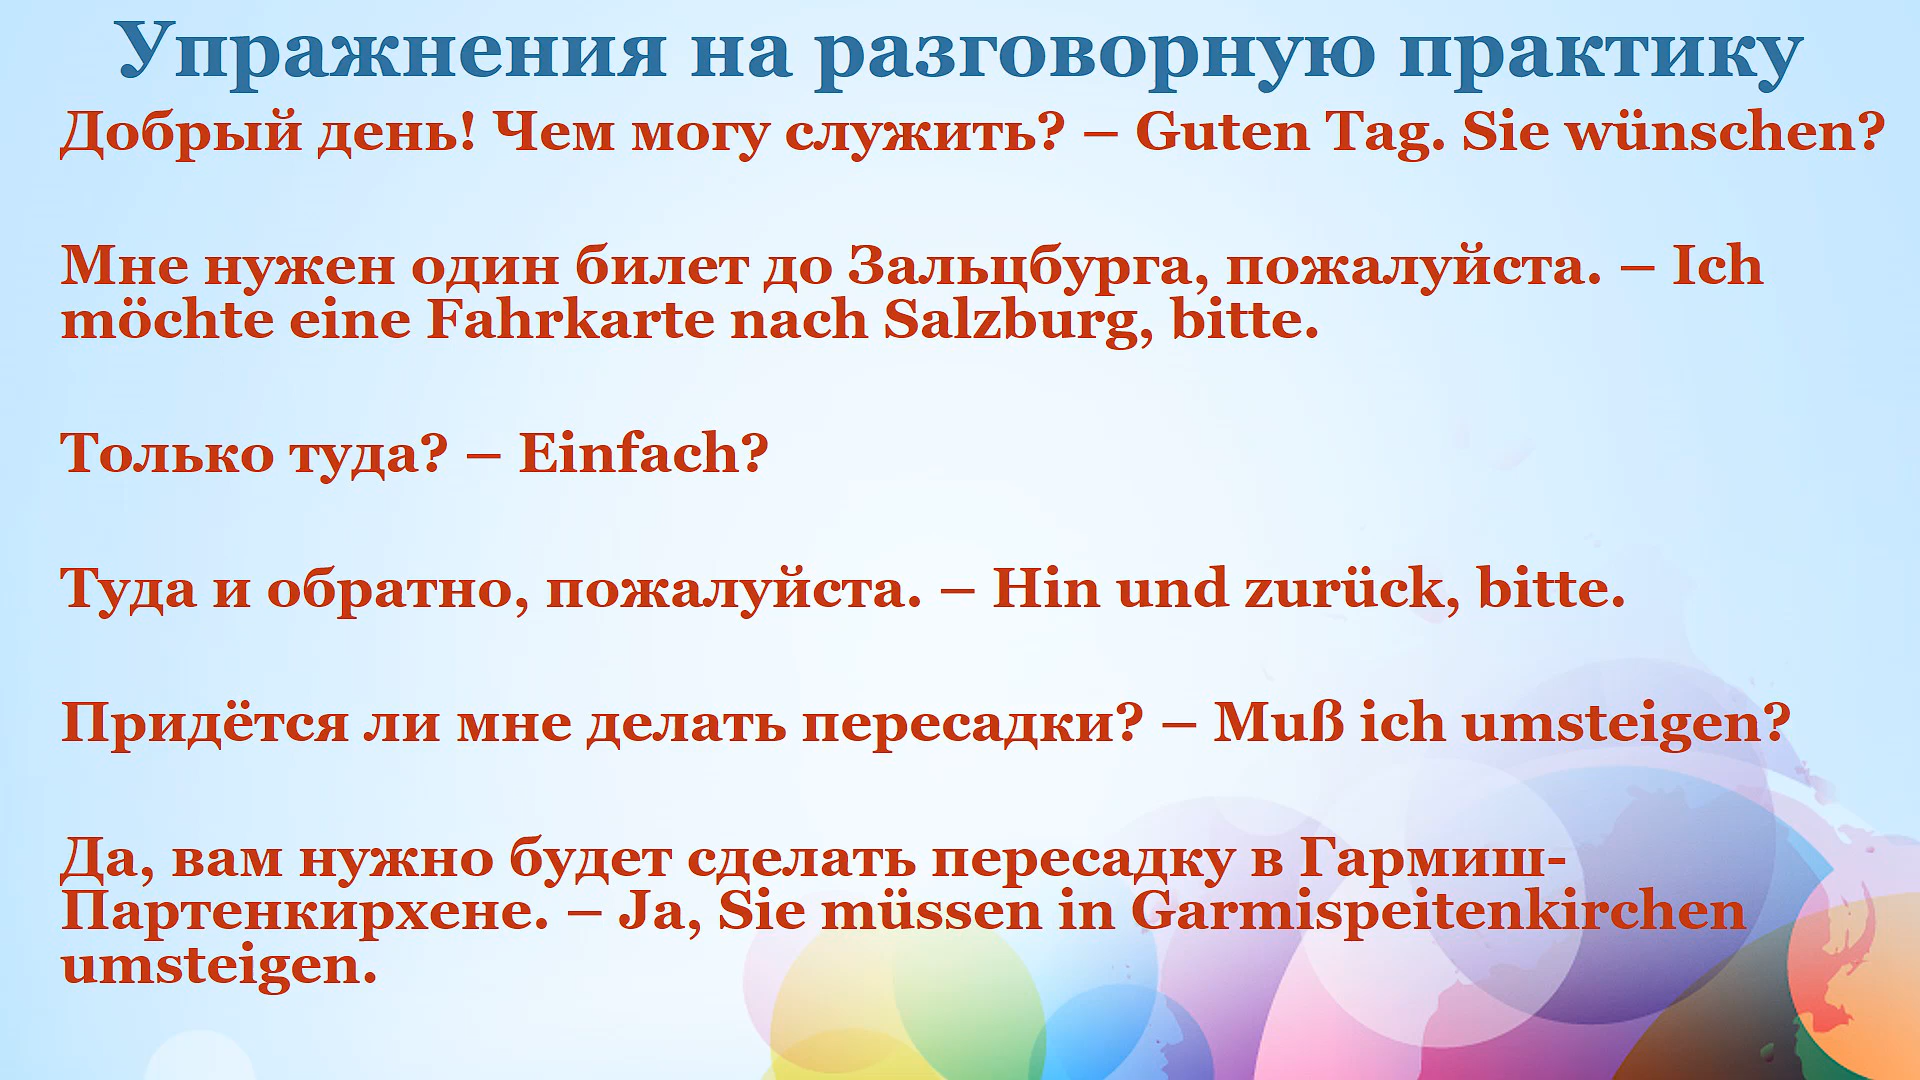 Упражнения на разговорную практику
Добрый день! Чем могу служить? – Guten Tag. Sie wünschen?
Мне нужен один билет до Зальцбурга, пожалуйста. – Ich
möchte eine Fahrkarte nach Salzburg, bitte.
Только туда? – Einfach?
Туда и обратно, пожалуйста. – Hin und zurück, bitte.
Придётся ли мне делать пересадки? – Muß ich umsteigen?
Да, вам нужно будет сделать пересадку в Гармиш-
Партенкирхене. – Ja, Sie müssen in Garmispeitenkirchen
umsteigen.